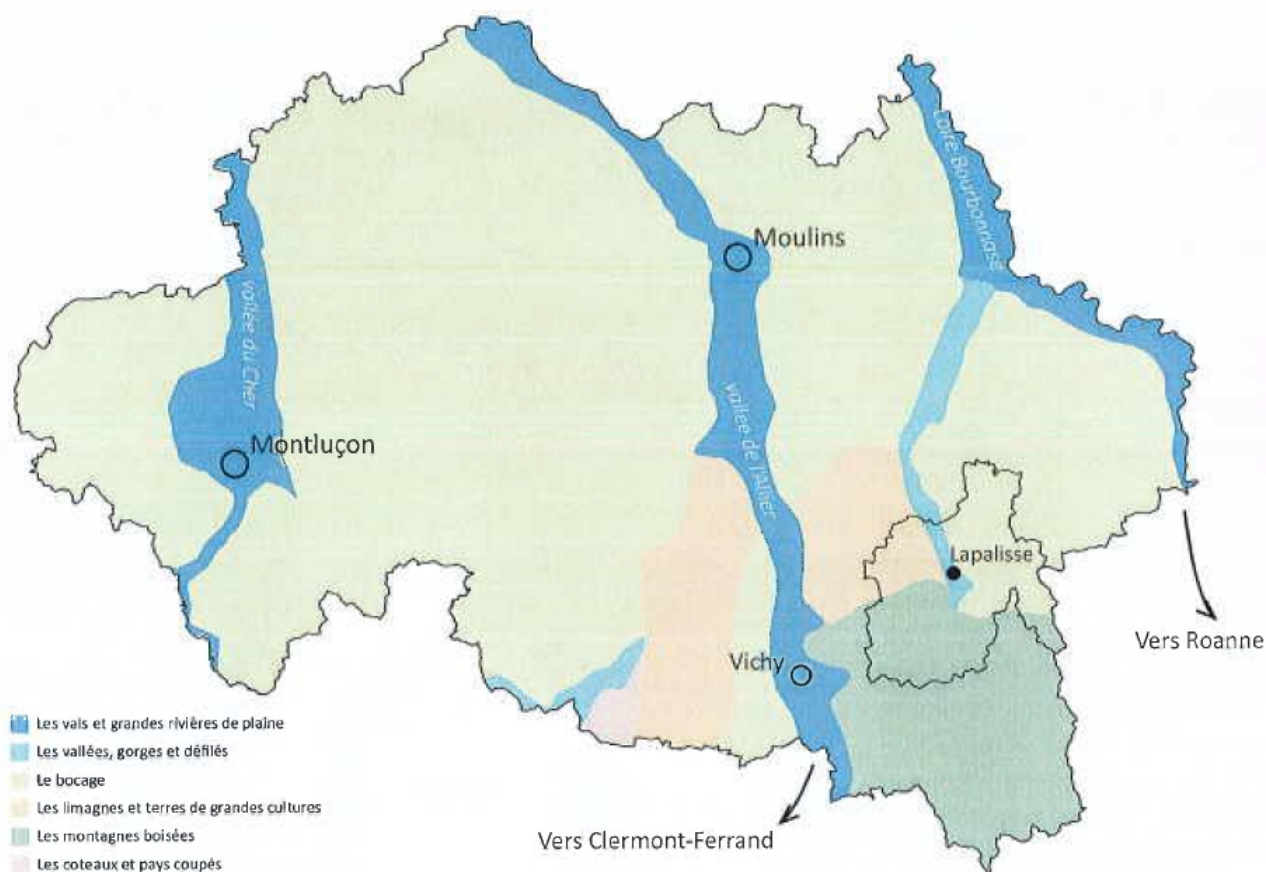 Loire Bourbonnase
Moulins
vallée du Cher
Montluçon
vallée de l'Allier
Lapalisse
Vers Roanne
Vichy
Vers Clermont-Ferrand
Les vals et grandes rivières de plaîne
Les vallées, gorges et défilés
Le bocage
Les limagnes et terres de grandes cultures
Les montagnes boisées
Les coteaux et pays coupés